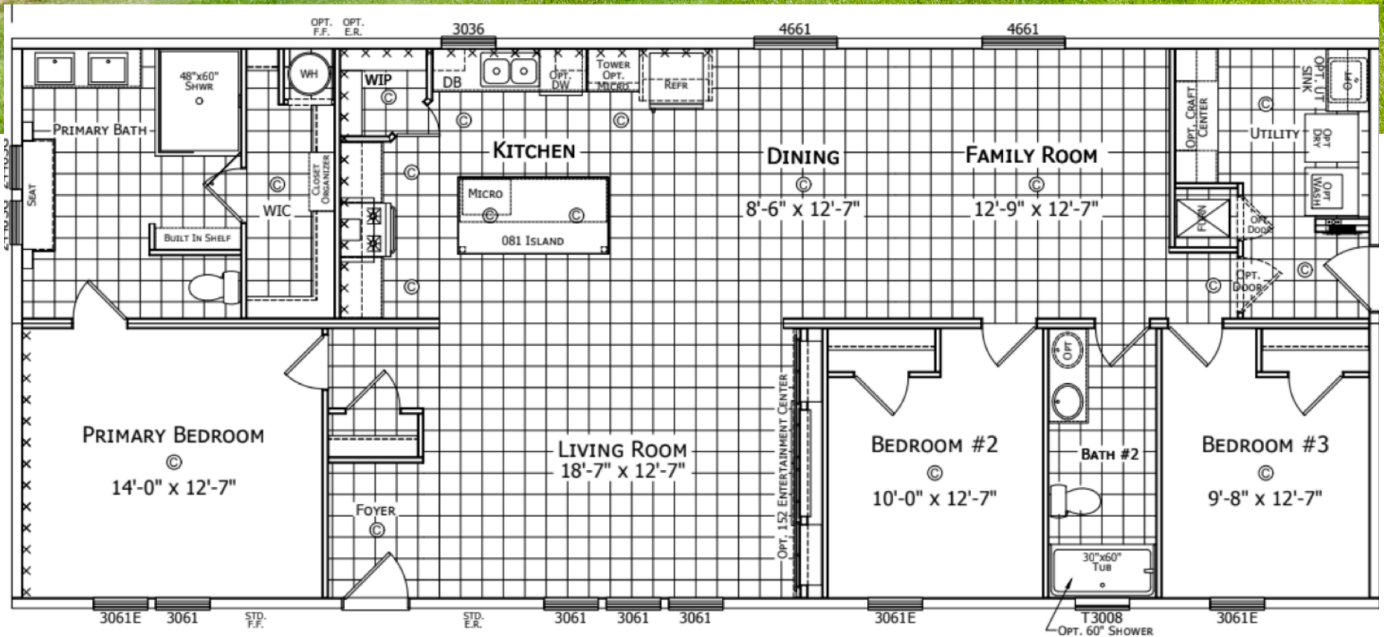 OPT.
F.F.
OPT.
E.R.
3036
4661
4661
48"x60"
SHWR
WH
WIP
DB
OPT.
DW
TOWER
OPT.
MICRO
REFR
OPT. CRAFT
CENTER
OPT. UT
SINK
OPT
PRIMARY BATH
KITCHEN
DINING
8'-6" x 12'-7"
FAMILY ROOM
12'-9" x 12'-7"
UTILITY
OPT
DRY
OPT
WASH
SEAT
CLOSET
ORGANIZER
WIC
MICRO
081 ISLAND
BUILT IN SHELF
FURN
OPT.
DOOR
OPT.
DOOR
C
C
C
C
C
C
C
C
C
C
C
C
C
C
PRIMARY BEDROOM
C
14'-0" x 12'-7"
LIVING ROOM
18'-7" x 12'-7"
OPT. 152 ENTERTAINMENT CENTER
BEDROOM #2
C
10'-0" x 12'-7"
OPT
BATH #2
BEDROOM #3
C
9'-8" x 12'-7"
FOYER
C
30"x60"
TUB
3061E
3061
STD.
F.F.
STD.
E.R.
3061
3061
3061
3061E
T3008
3061E
OPT. 60" SHOWER